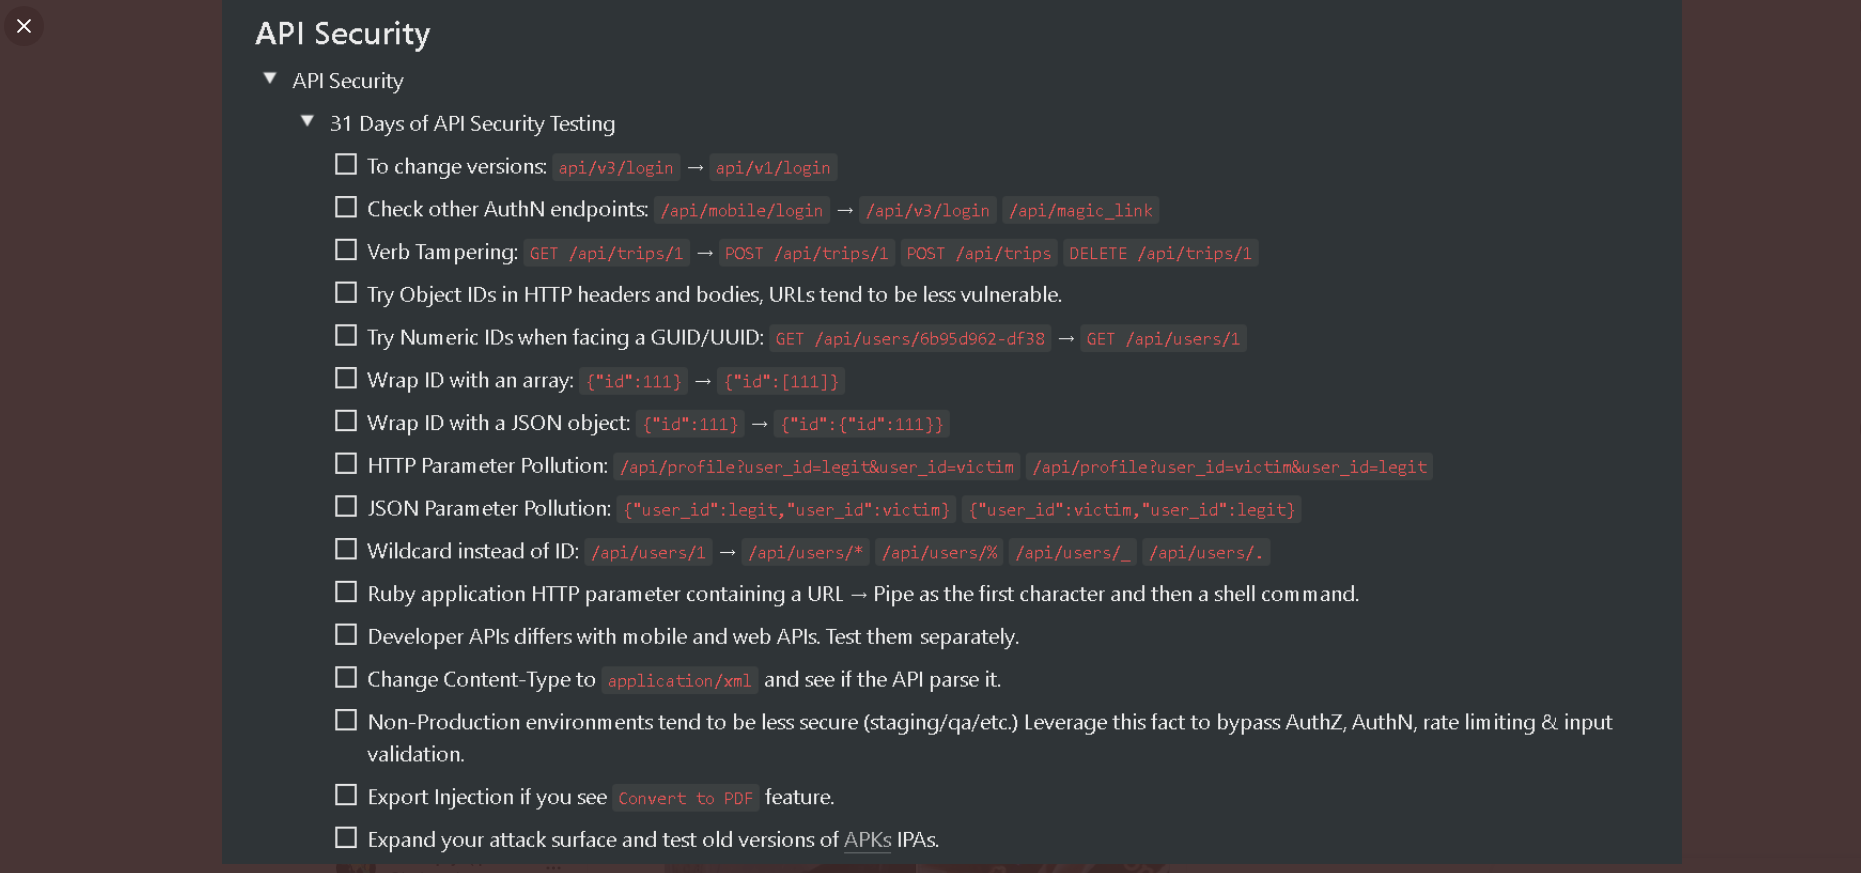 API Security
API Security
31 Days of API Security Testing
To change versions: api/v3/login → api/v1/login
Check other AuthN endpoints: /api/mobile/login → /api/v3/login /api/magic_link
Verb Tampering: GET /api/trips/1 → POST /api/trips/1 POST /api/trips DELETE /api/trips/1
Try Object IDs in HTTP headers and bodies, URLs tend to be less vulnerable.
Try Numeric IDs when facing a GUID/UUID: GET /api/users/6b95d962-df38 → GET /api/users/1
Wrap ID with an array: {"id":111} → {"id":[111]}
Wrap ID with a JSON object: {"id":111} → {"id":{"id":111}}
HTTP Parameter Pollution: /api/profile?user_id=legit&user_id=victim /api/profile?user_id=victim&user_id=legit
JSON Parameter Pollution: {"user_id":legit,"user_id":victim} {"user_id":victim,"user_id":legit}
Wildcard instead of ID: /api/users/1 → /api/users/* /api/users/% /api/users/_ /api/users/.
Ruby application HTTP parameter containing a URL → Pipe as the first character and then a shell command.
Developer APIs differs with mobile and web APIs. Test them separately.
Change Content-Type to application/xml and see if the API parse it.
Non-Production environments tend to be less secure (staging/qa/etc.) Leverage this fact to bypass AuthZ, AuthN, rate limiting & input
validation.
Export Injection if you see Convert to PDF feature.
Expand your attack surface and test old versions of APKs IPAs.